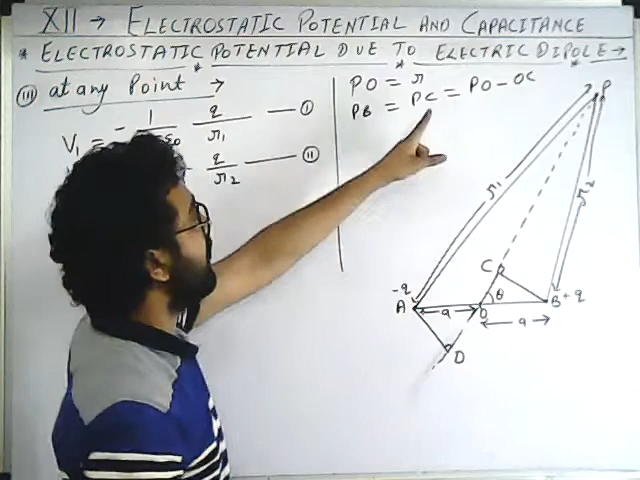 XII → ELECTROSTATIC POTENTIAL AND CAPACITANCE
* ELECTROSTATIC POTENTIAL DUE TO ELECTRIC DIPOLE →
(III) at any Point →
V₁ = - 1 q/r₁ — (I)
q/r₂ — (II)
PO = r
PB = PC = PO - OC
P
r₁
r₂
C
-q
A
a
O
θ
B
+q
a
D